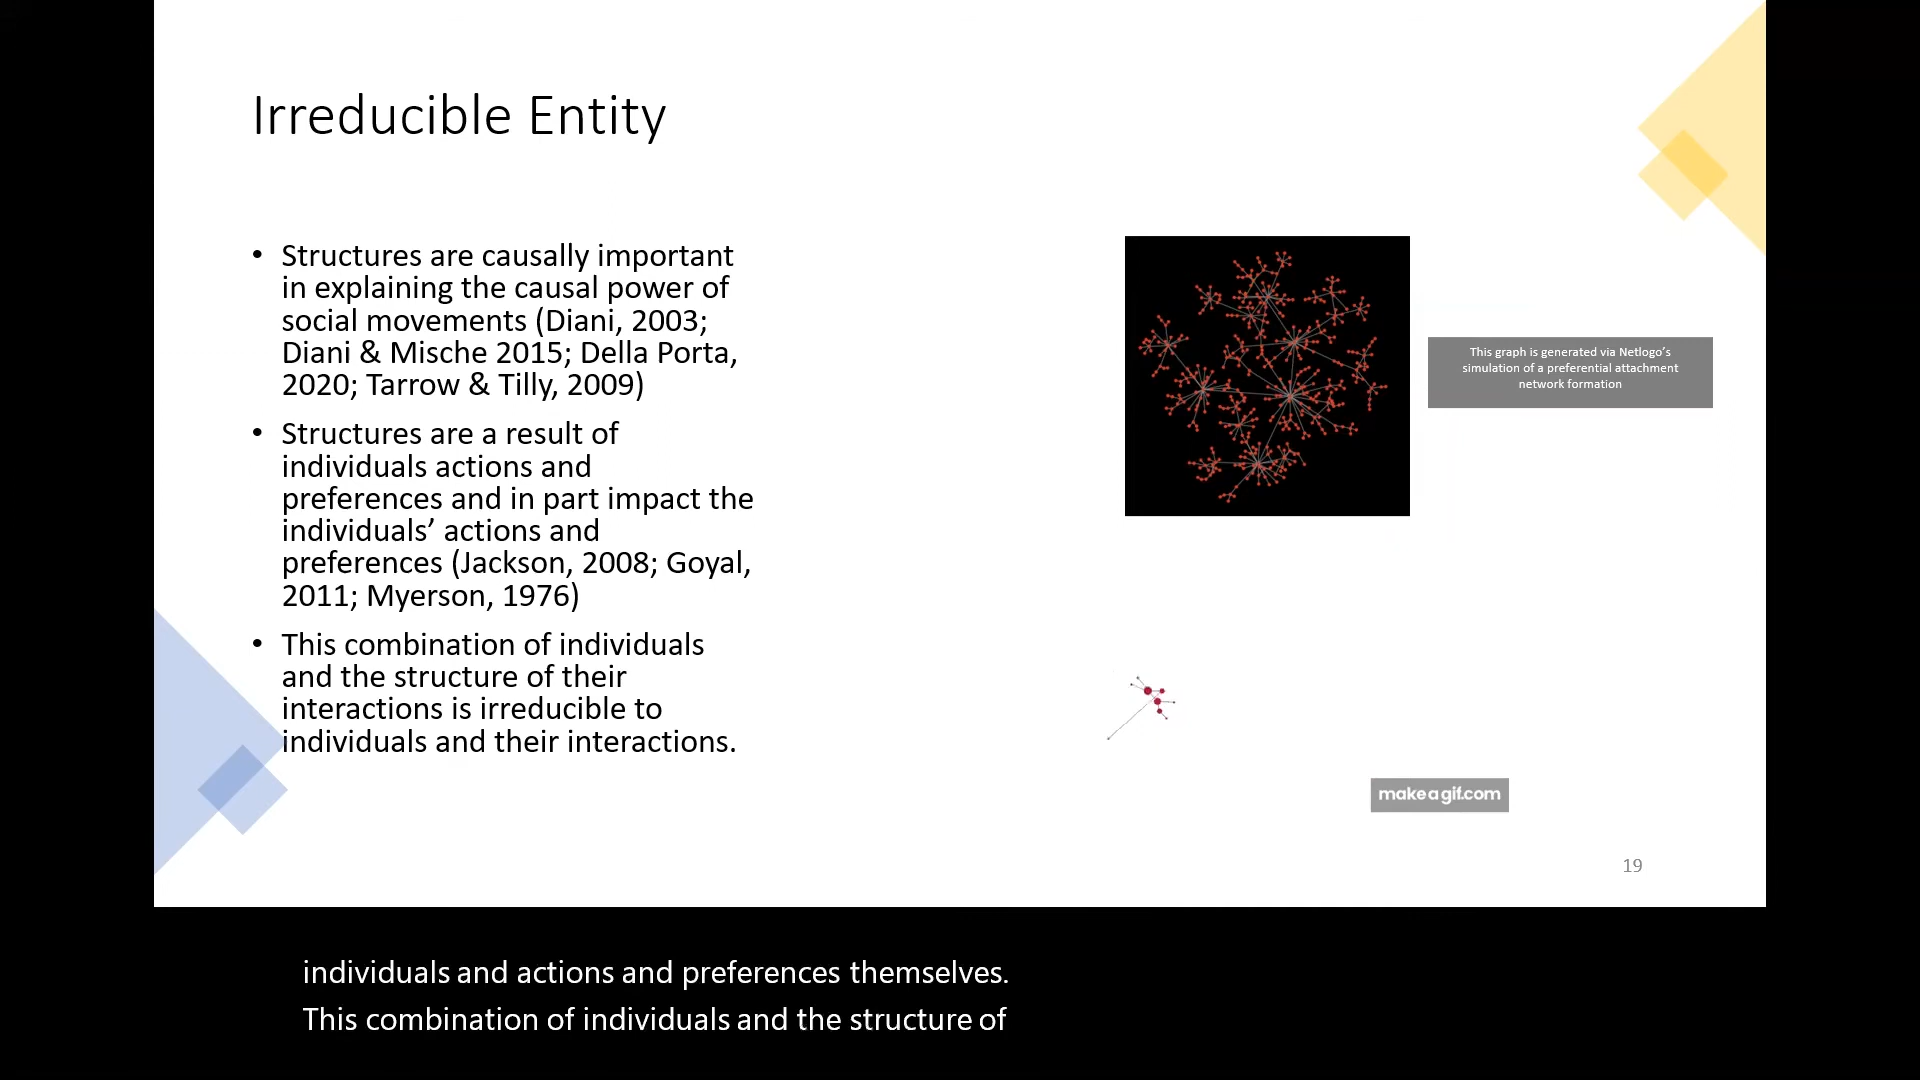 Irreducible Entity
• Structures are causally important
in explaining the causal power of
social movements (Diani, 2003;
Diani & Mische 2015; Della Porta,
2020; Tarrow & Tilly, 2009)
• Structures are a result of
individuals actions and
preferences and in part impact the
individuals’ actions and
preferences (Jackson, 2008; Goyal,
2011; Myerson, 1976)
• This combination of individuals
and the structure of their
interactions is irreducible to
individuals and their interactions.
This graph is generated via Netlogo’s
simulation of a preferential attachment
network formation
makeagif.com
19
individuals and actions and preferences themselves.
This combination of individuals and the structure of